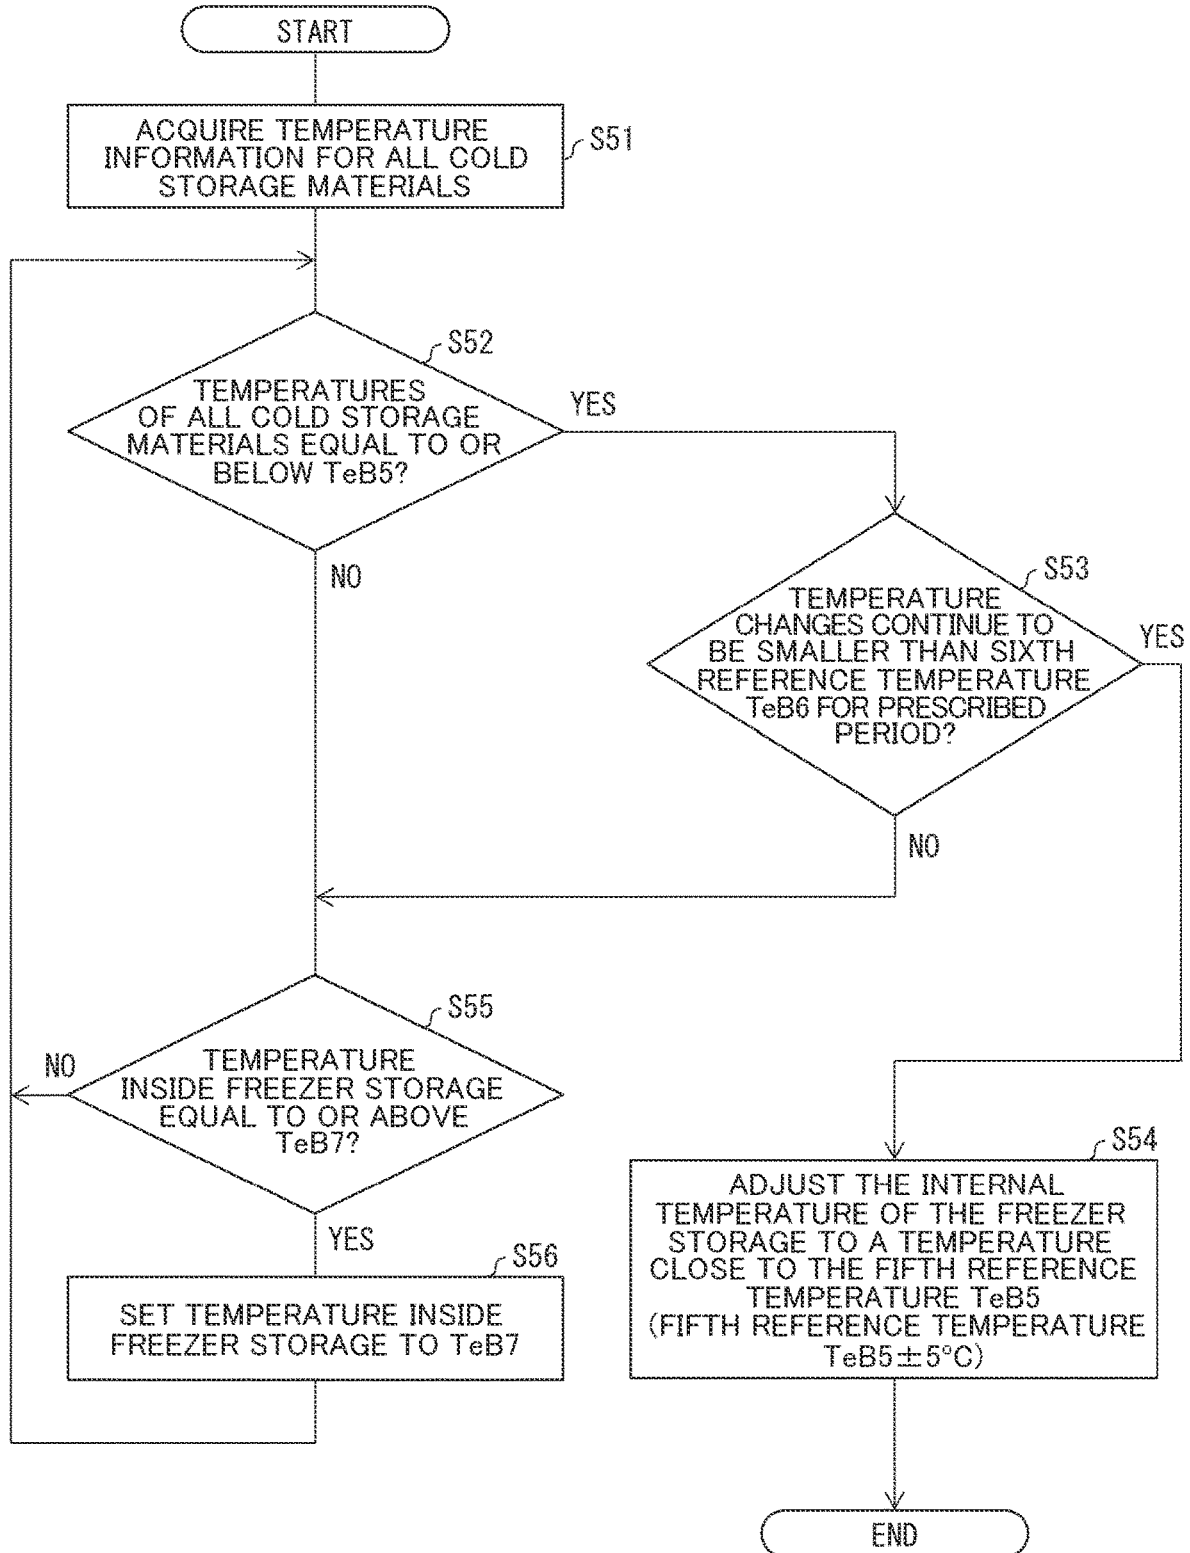 START
ACQUIRE TEMPERATURE
INFORMATION FOR ALL COLD
STORAGE MATERIALS
S51
S52
TEMPERATURES
OF ALL COLD STORAGE
MATERIALS EQUAL TO OR
BELOW TeB5?
YES
NO
S53
TEMPERATURE
CHANGES CONTINUE TO
BE SMALLER THAN SIXTH
REFERENCE TEMPERATURE
TeB6 FOR PRESCRIBED
PERIOD?
YES
NO
S55
TEMPERATURE
INSIDE FREEZER STORAGE
EQUAL TO OR ABOVE
TeB7?
NO
YES
S56
SET TEMPERATURE INSIDE
FREEZER STORAGE TO TeB7
S54
ADJUST THE INTERNAL
TEMPERATURE OF THE FREEZER
STORAGE TO A TEMPERATURE
CLOSE TO THE FIFTH REFERENCE
TEMPERATURE TeB5
(FIFTH REFERENCE TEMPERATURE
TeB5±5°C)
END